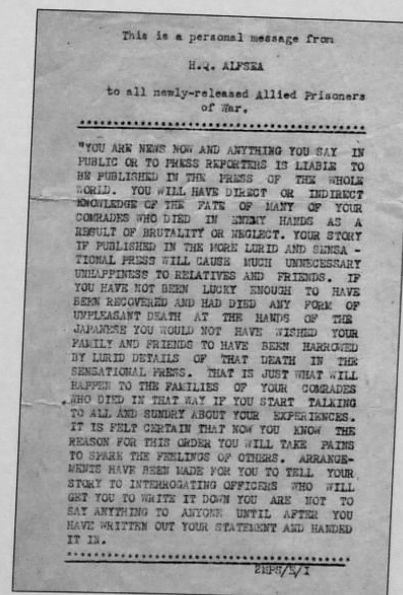 This is a personal message from
H.Q. ALFSEA
to all newly-released Allied Prisoners
of War.
"YOU ARE NEWS NOW AND ANYTHING YOU SAY IN
PUBLIC OR TO PRESS REPORTERS IS LIABLE TO
BE PUBLISHED IN THE PRESS OF THE WHOLE
WORLD. YOU WILL HAVE DIRECT OR INDIRECT
KNOWLEDGE OF THE FATE OF MANY OF YOUR
COMRADES WHO DIED IN ENEMY HANDS AS A
RESULT OF BRUTALITY OR NEGLECT. YOUR STORY
IF PUBLISHED IN THE MORE LURID AND SENSA -
TIONAL PRESS WILL CAUSE MUCH UNNECESSARY
UNHAPPINESS TO RELATIVES AND FRIENDS. IF
YOU HAVE NOT BEEN LUCKY ENOUGH TO HAVE
BEEN RECOVERED AND HAD DIED ANY FORM OF
UNPLEASANT DEATH AT THE HANDS OF THE
JAPANESE YOU WOULD NOT HAVE WISHED YOUR
FAMILY AND FRIENDS TO HAVE BEEN HARROWED
BY LURID DETAILS OF THAT DEATH IN THE
SENSATIONAL PRESS. THAT IS JUST WHAT WILL
HAPPEN TO THE FAMILIES OF YOUR COMRADES
WHO DIED IN THAT WAY IF YOU START TALKING
TO ALL AND SUNDRY ABOUT YOUR EXPERIENCES.
IT IS FELT CERTAIN THAT NOW YOU KNOW THE
REASON FOR THIS ORDER YOU WILL TAKE PAINS
TO SPARE THE FEELINGS OF OTHERS. ARRANGE-
MENTS HAVE BEEN MADE FOR YOU TO TELL YOUR
STORY TO INTERROGATING OFFICERS WHO WILL
GET YOU TO WRITE IT DOWN YOU ARE NOT TO
SAY ANYTHING TO ANYONE UNTIL AFTER YOU
HAVE WRITTEN OUT YOUR STATEMENT AND HANDED
IT IN.